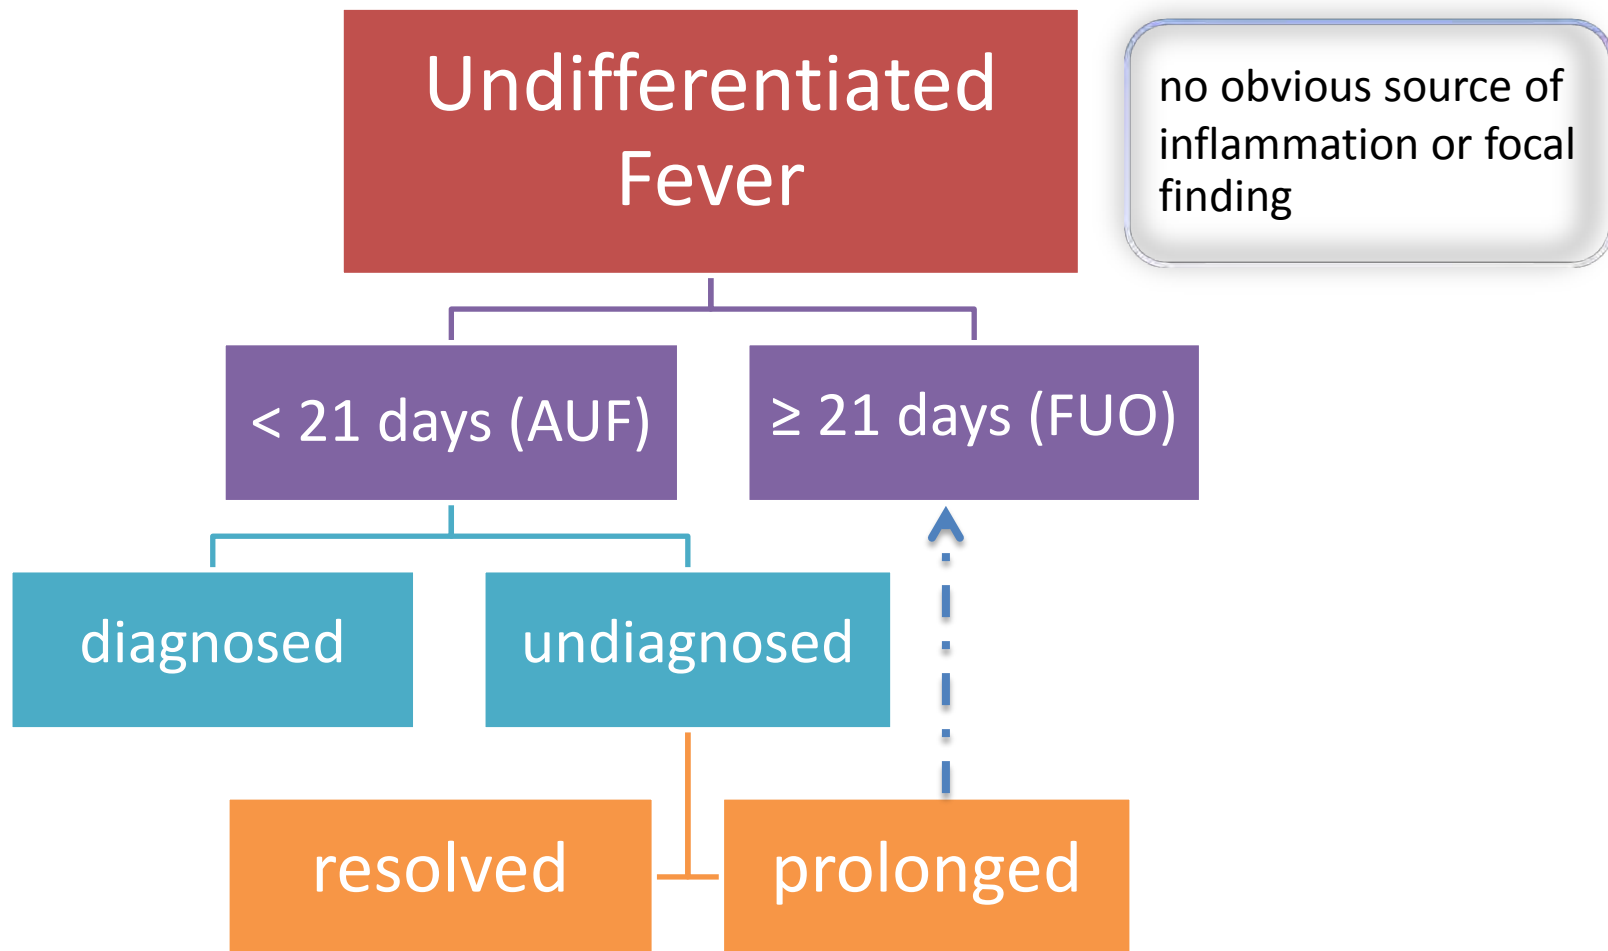 Undifferentiated
Fever
no obvious source of
inflammation or focal
finding
< 21 days (AUF)
≥ 21 days (FUO)
diagnosed
undiagnosed
resolved
prolonged